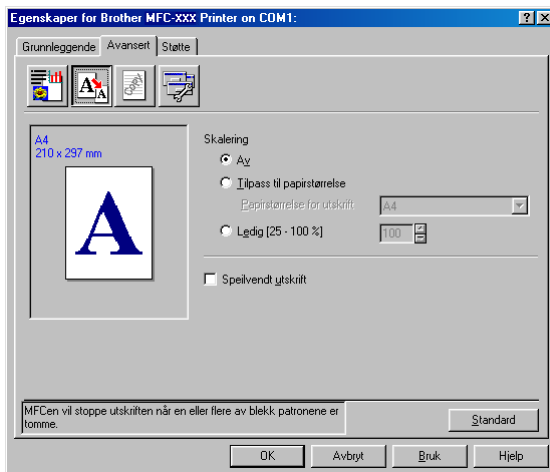 Egenskaper for Brother MFC-XXX Printer on COM1:
Grunnleggende Avansert Støtte
A A Copy
A4
210 x 297 mm
A
Skalering
Av
Tilpass til papirstørrelse
Papirstørrelse for utskrift A4
Ledig [25 - 100 %] 100
Speilvendt utskrift
MFCen vil stoppe utskriften når en eller flere av blekk patronene er
tomme.
Standard
OK Avbryt Bruk Hjelp